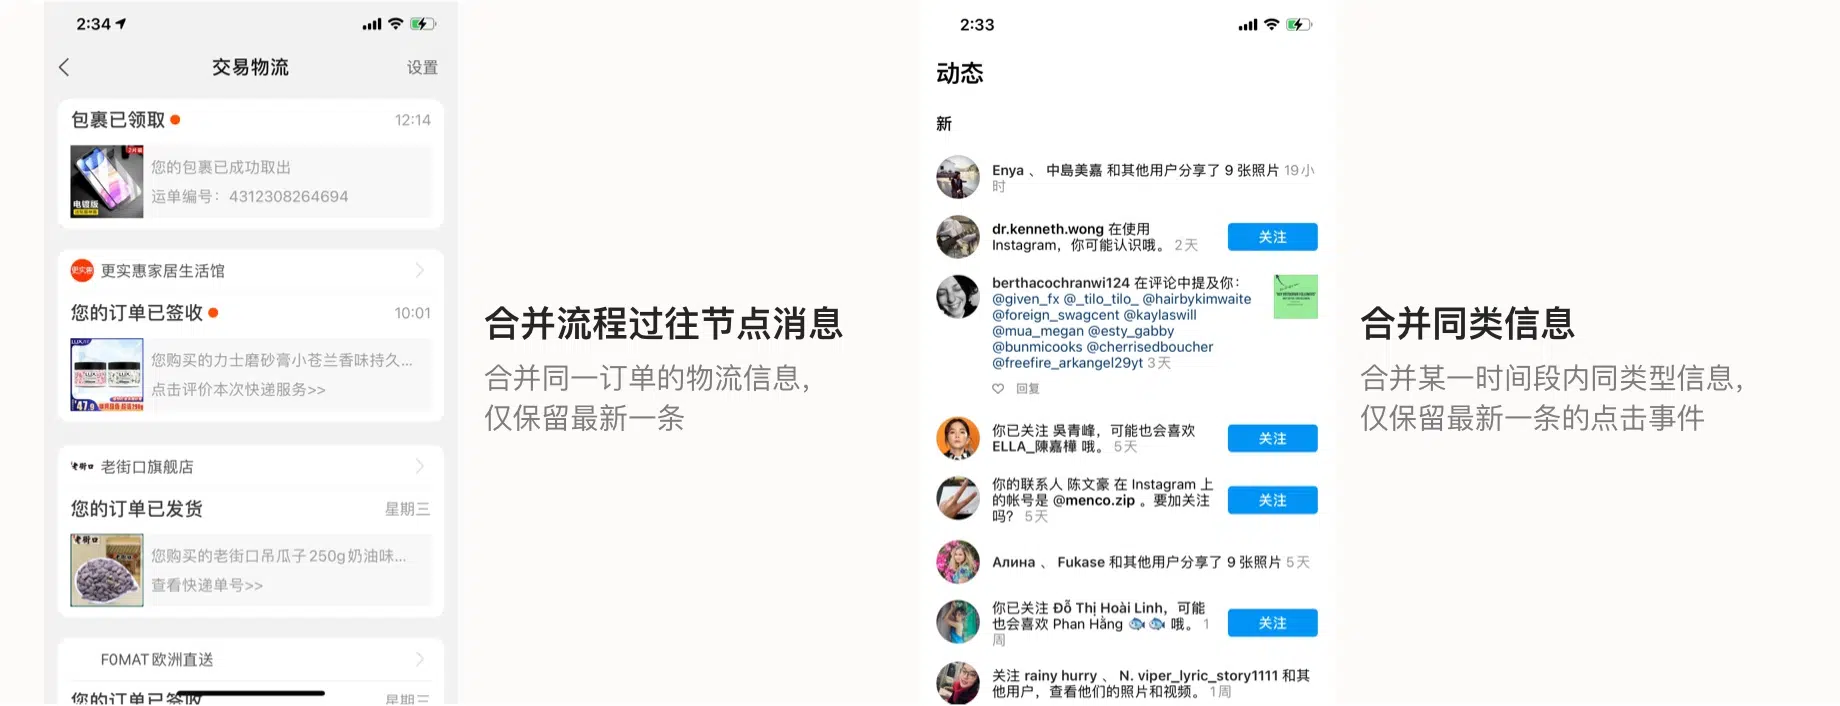 2:34
交易物流
设置
包裹已领取
12:14
您的包裹已成功取出
运单编号：4312308264694
电镀版
更实惠家居生活馆
您的订单已签收
10:01
LUX
您购买的力士磨砂膏小苍兰香味持久...
点击评价本次快递服务>>
47.9
老街口
老街口旗舰店
您的订单已发货
星期三
老街口
您购买的老街口吊瓜子250g奶油味...
查看快递单号>>
FOMAT欧洲直送
您的订单已签收
星期三
合并流程过往节点消息
合并同一订单的物流信息，
仅保留最新一条
2:33
动态
新
Enya 、 中島美嘉 和其他用户分享了 9 张照片 19小
时
dr.kenneth.wong 在使用
Instagram，你可能认识哦。 2天
关注
berthacochranwi124 在评论中提及你：
@given_fx @_tilo_tilo_ @hairbykimwaite
@foreign_swagcent @kaylaswill
@mua_megan @esty_gabby
@bunmicooks @cherrisedboucher
@freefire_arkangel29yt 3天
回复
你已关注 吳青峰，可能也会喜欢
ELLA_陳嘉樺 哦。 5天
关注
你的联系人 陈文豪 在 Instagram 上
的帐号是 @menco.zip 。要加关注
吗？ 5天
关注
Алина 、 Fukase 和其他用户分享了 9 张照片 5天
你已关注 Đỗ Thị Hoài Linh，可能
也会喜欢 Phan Hằng 🐟🐟 哦。 1
周
关注
关注 rainy hurry 、 N. viper_lyric_story1111 和其
他用户，查看他们的照片和视频。 1周
合并同类信息
合并某一时间段内同类型信息，
仅保留最新一条的点击事件